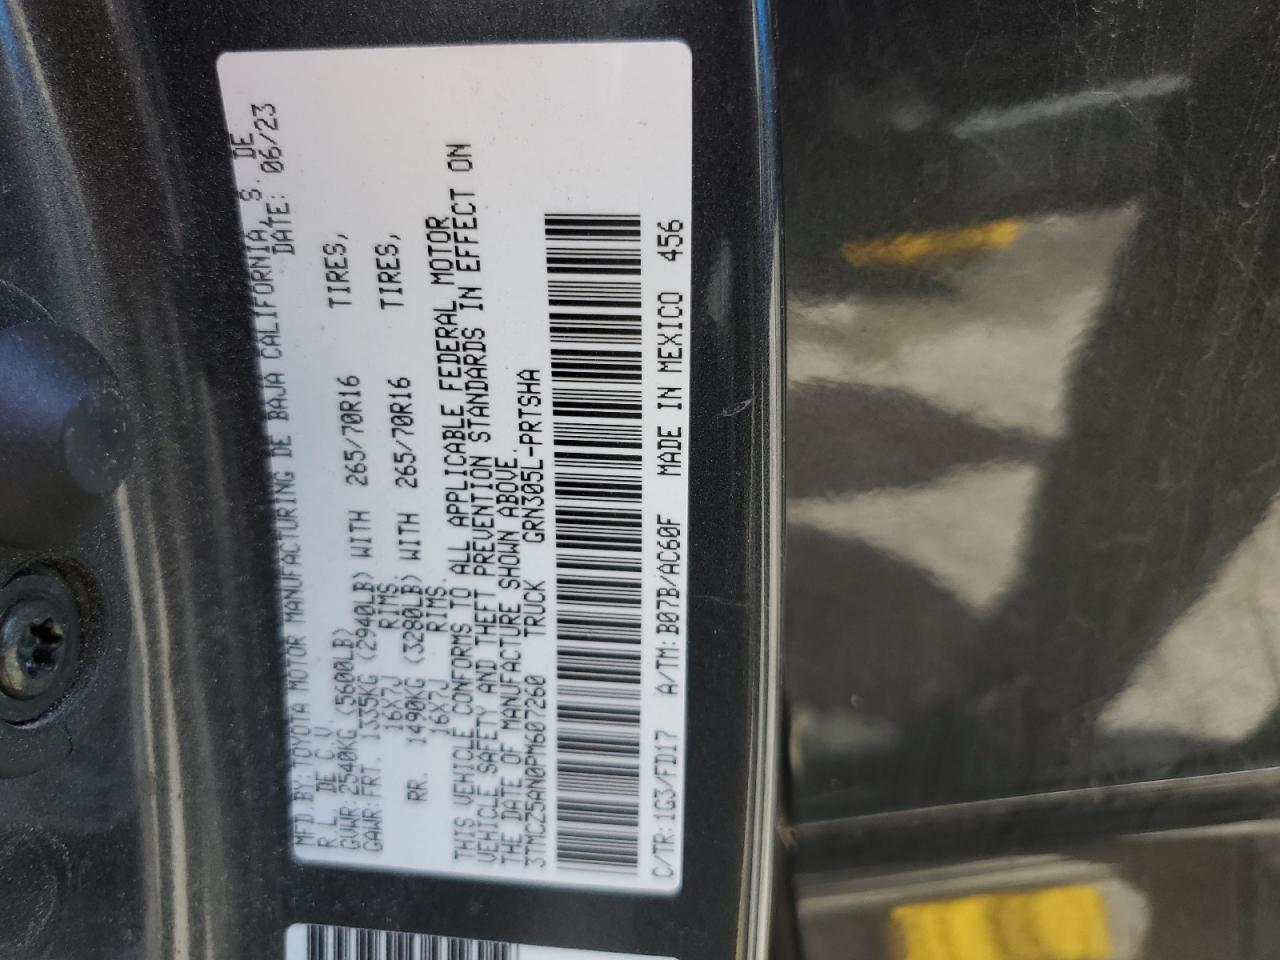 MFD.BY:TOYOTA MOTOR MANUFACTURING DE BAJA CALIFORNIA, S. DE
R.L. DE C.V. DATE: 06/23
GVWR:2540KG (5600LB)
GAWR:FRT. 1335KG (2940LB) WITH 265/70R16 TIRES,
16X7J RIMS.
RR. 1490KG (3280LB) WITH 265/70R16 TIRES,
16X7J RIMS.
THIS VEHICLE CONFORMS TO ALL APPLICABLE FEDERAL MOTOR
VEHICLE SAFETY AND THEFT PREVENTION STANDARDS IN EFFECT ON
THE DATE OF MANUFACTURE SHOWN ABOVE.
3TMCZ5AN0PM607260 TRUCK GRN305L-PRTSHA
C/TR:1G3/FD17 A/TM:B07B/AC60F MADE IN MEXICO 456